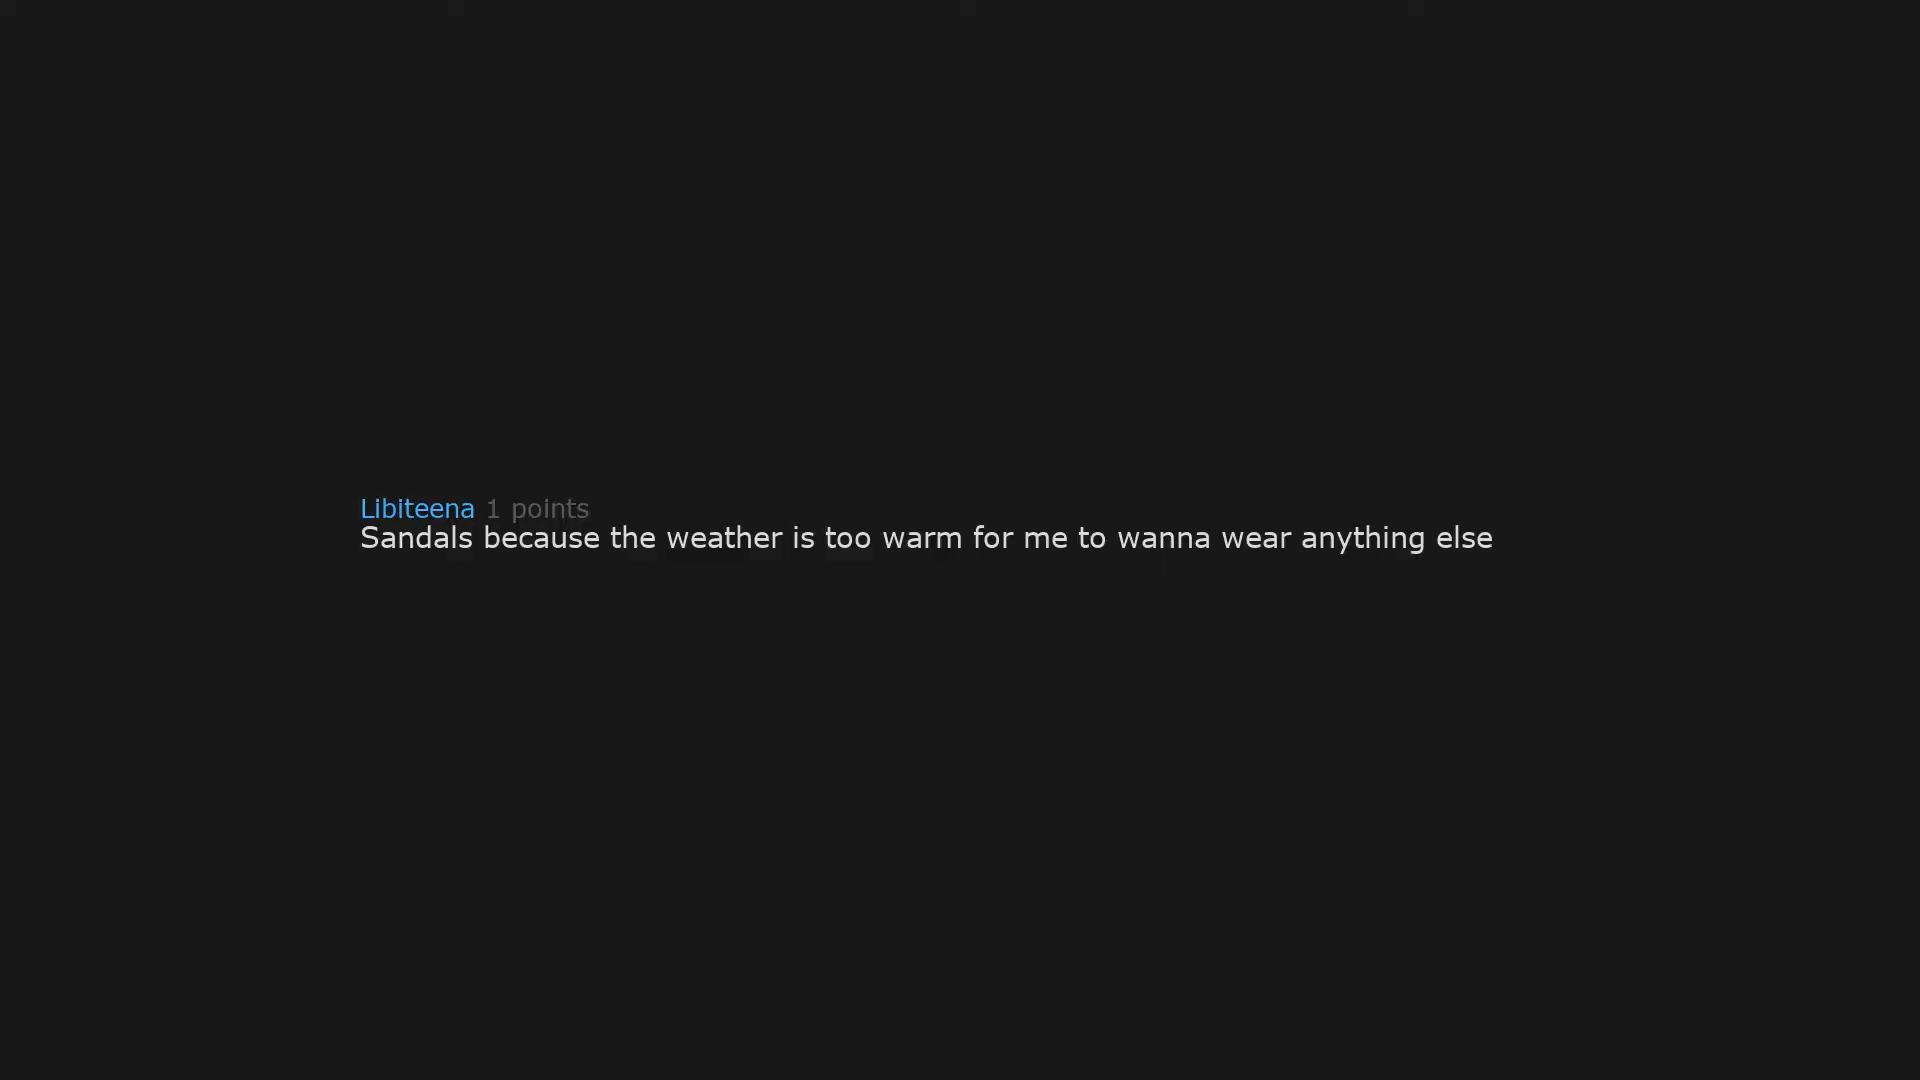 Libiteena 1 points
Sandals because the weather is too warm for me to wanna wear anything else